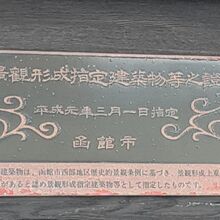 景観形成指定建築物等之証
平成元年三月一日指定
函館市
建築物は、函館市西部地区歴史的景観条例に基づき、景観形成上重
があると認め景観形成指定建築物等として指定したものです。